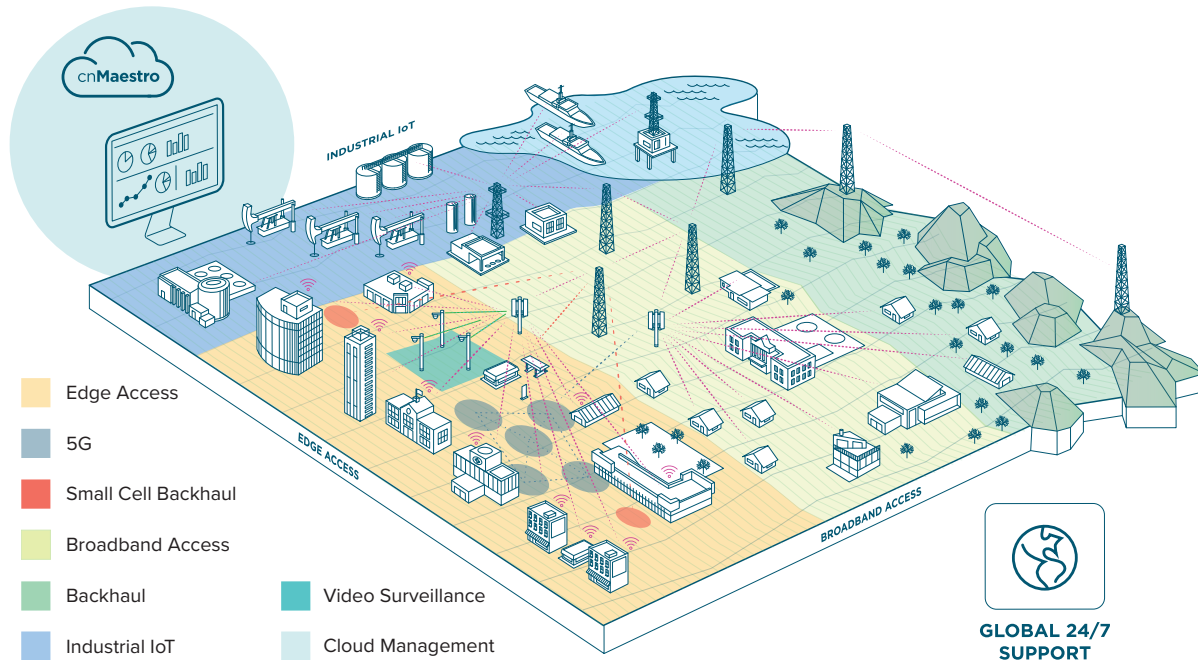 cnMaestro
INDUSTRIAL IoT
EDGE ACCESS
BROADBAND ACCESS
Edge Access
5G
Small Cell Backhaul
Broadband Access
Backhaul
Industrial IoT
Video Surveillance
Cloud Management
GLOBAL 24/7
SUPPORT